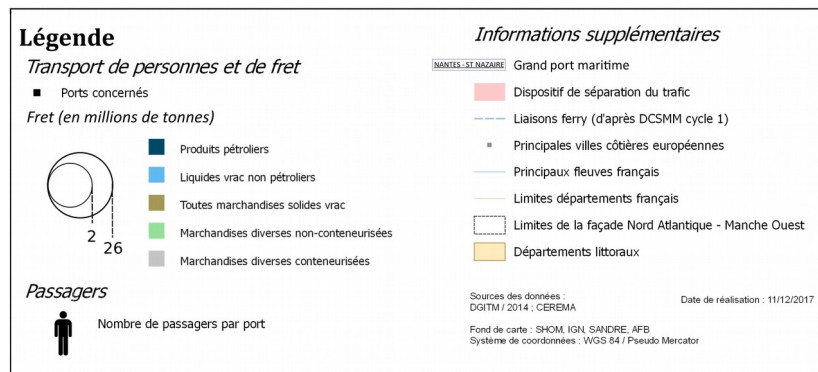 Légende
Transport de personnes et de fret
Ports concernés
Fret (en millions de tonnes)
2
26
Produits pétroliers
Liquides vrac non pétroliers
Toutes marchandises solides vrac
Marchandises diverses non-conteneurisées
Marchandises diverses conteneurisées
Passagers
Nombre de passagers par port
Informations supplémentaires
NANTES - ST NAZAIRE Grand port maritime
Dispositif de séparation du trafic
Liaisons ferry (d'après DCSMM cycle 1)
Principales villes côtières européennes
Principaux fleuves français
Limites départements français
Limites de la façade Nord Atlantique - Manche Ouest
Départements littoraux
Sources des données :
DGITM / 2014 ; CEREMA
Date de réalisation : 11/12/2017
Fond de carte : SHOM, IGN, SANDRE, AFB
Système de coordonnées : WGS 84 / Pseudo Mercator